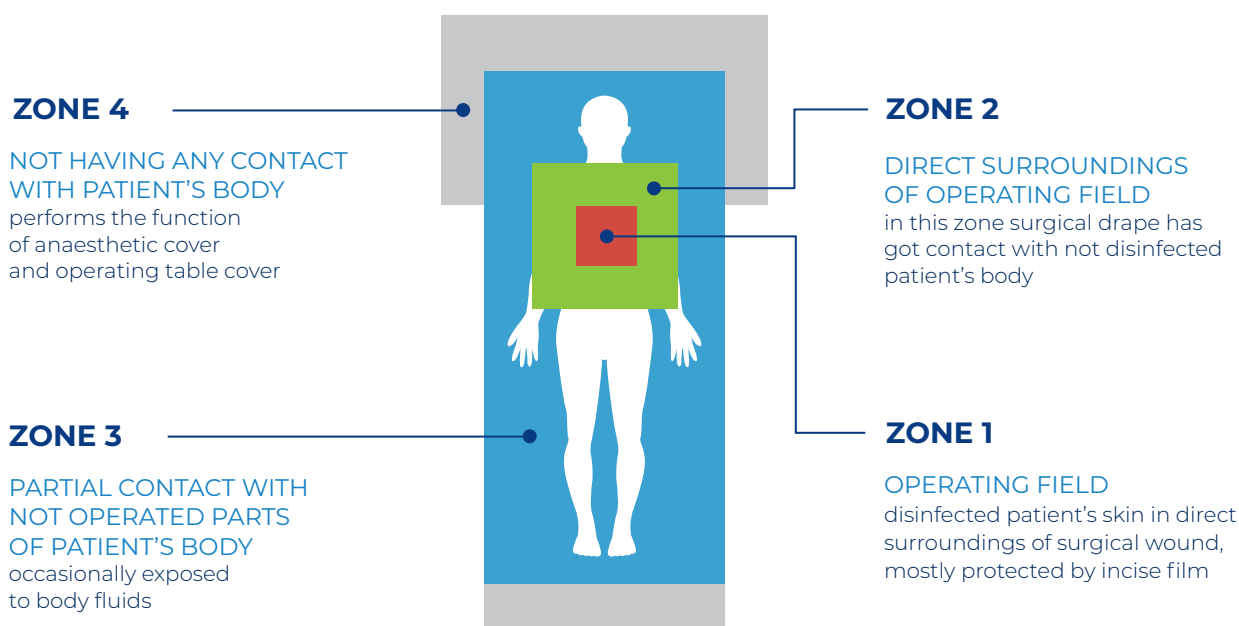 ZONE 4
NOT HAVING ANY CONTACT
WITH PATIENT’S BODY
performs the function
of anaesthetic cover
and operating table cover
ZONE 3
PARTIAL CONTACT WITH
NOT OPERATED PARTS
OF PATIENT’S BODY
occasionally exposed
to body fluids
ZONE 2
DIRECT SURROUNDINGS
OF OPERATING FIELD
in this zone surgical drape has
got contact with not disinfected
patient’s body
ZONE 1
OPERATING FIELD
disinfected patient’s skin in direct
surroundings of surgical wound,
mostly protected by incise film